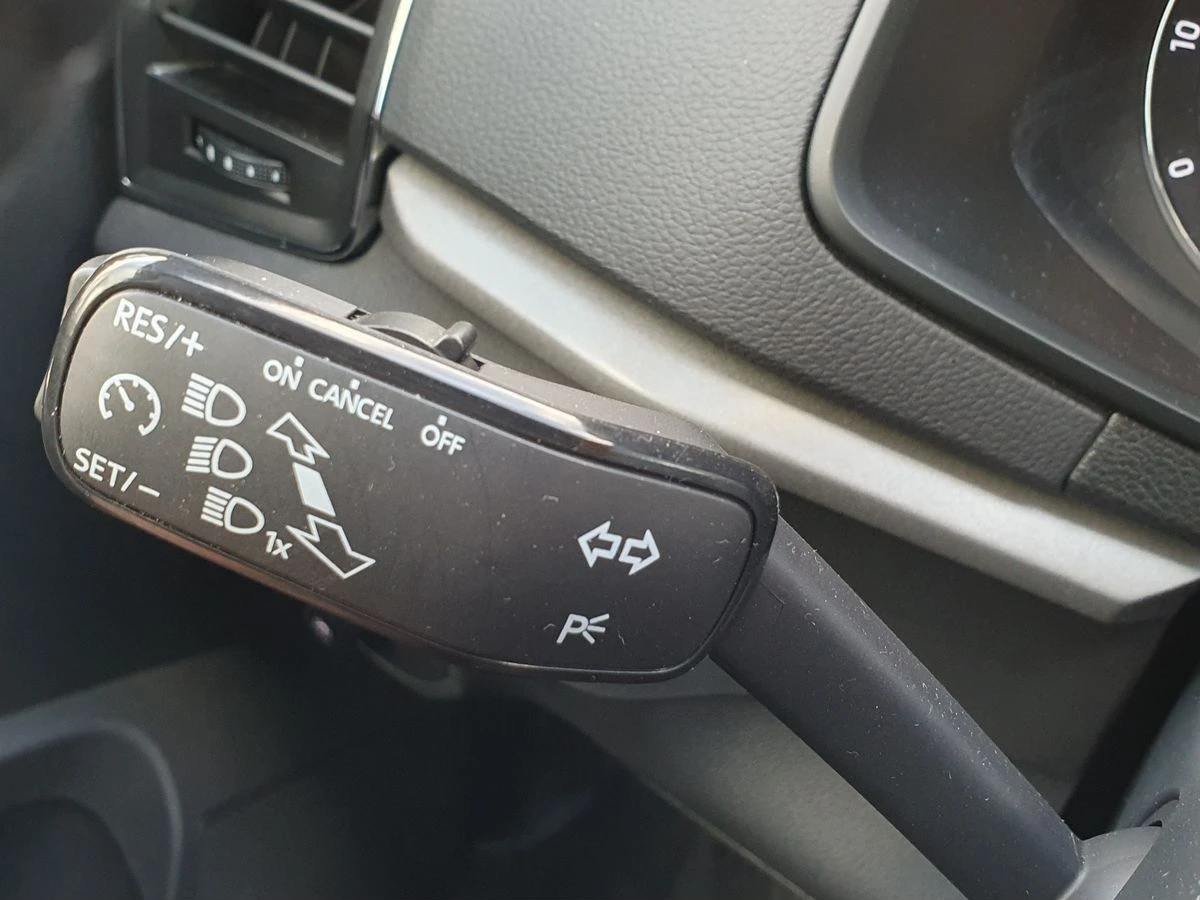 RES/+
ON CANCEL OFF
SET/-
1x
P
10
0